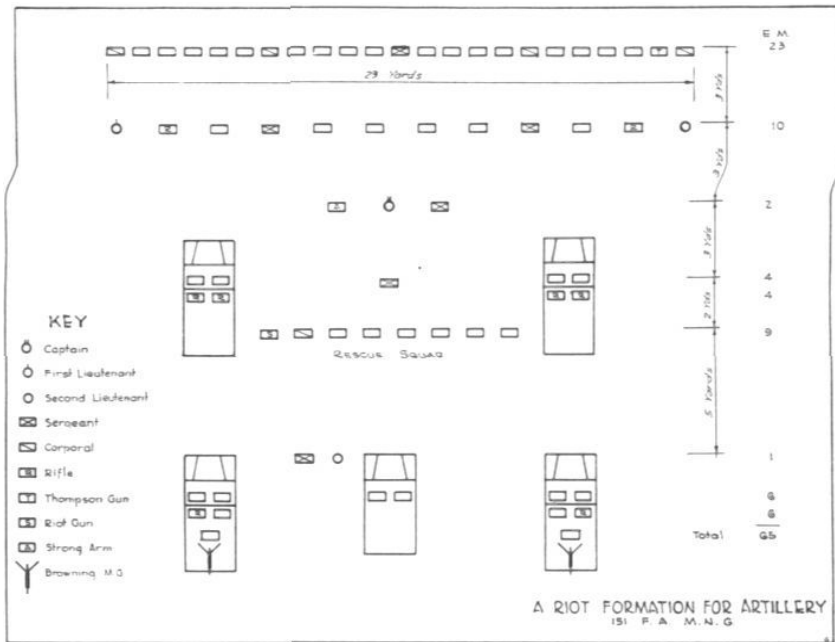 E M.
23
29 Yards
3 Yds
10
3 Yds
2
3 Yds
4
4
2 Yds
9
RESCUE SQUAD
5 Yards
1
6
6
Total 65
KEY
Captain
First Lieutenant
Second Lieutenant
Sergeant
Corporal
R Rifle
T Thompson Gun
S Riot Gun
A Strong Arm
Browning M G
A RIOT FORMATION FOR ARTILLERY
151 F. A. M. N. G